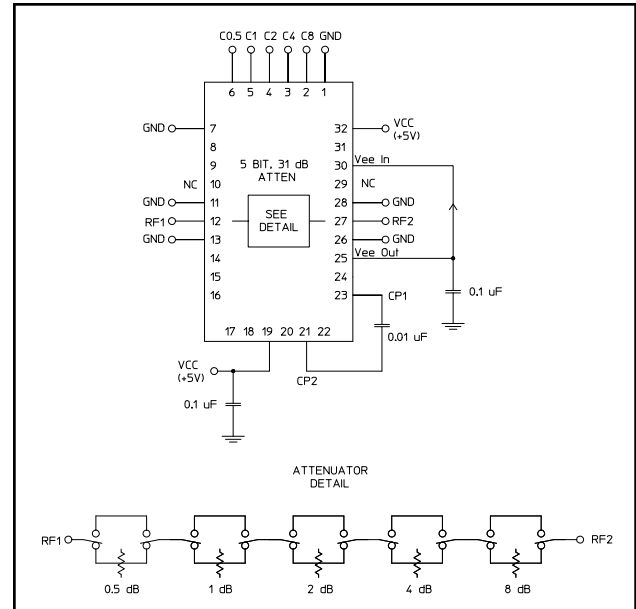 C0.5 C1 C2 C4 C8 GND
6 5 4 3 2 1
GND 7 32 VCC
(+5V)
8 31
9 30 Vee In
5 BIT, 31 dB
ATTEN
NC 10 29 NC
GND 11 28 GND
RF1 12 27 RF2
SEE
DETAIL
GND 13 26 GND
14 25 Vee Out
15 24
16 23 CP1
0.1 uF
17 18 19 20 21 22
0.01 uF
VCC
(+5V)
CP2
0.1 uF
ATTENUATOR
DETAIL
RF1 RF2
0.5 dB 1 dB 2 dB 4 dB 8 dB